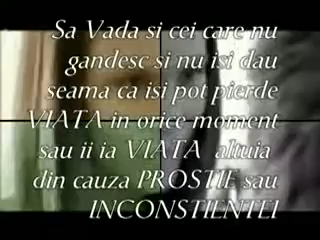 Sa Vada si cei care nu
gandesc si nu isi dau
seama ca isi pot pierde
VIATA in orice moment
sau ii ia VIATA altuia
din cauza PROSTIE sau
INCONSTIENTEI